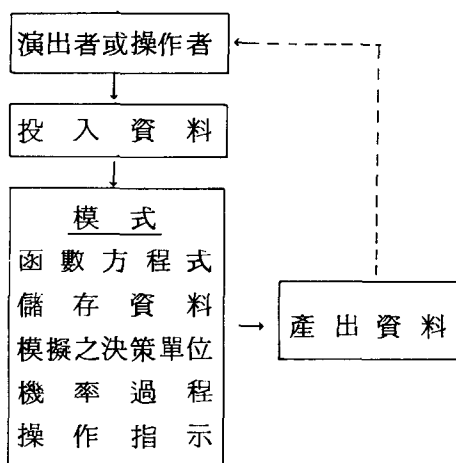 演出者或操作者
投入資料
模式
函數方程式
儲存資料
模擬之決策單位
機率過程
操作指示
產出資料